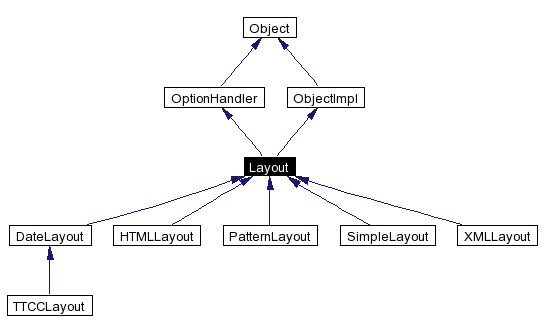 Object
OptionHandler
ObjectImpl
Layout
DateLayout
HTMLLayout
PatternLayout
SimpleLayout
XMLLayout
TTCCLayout